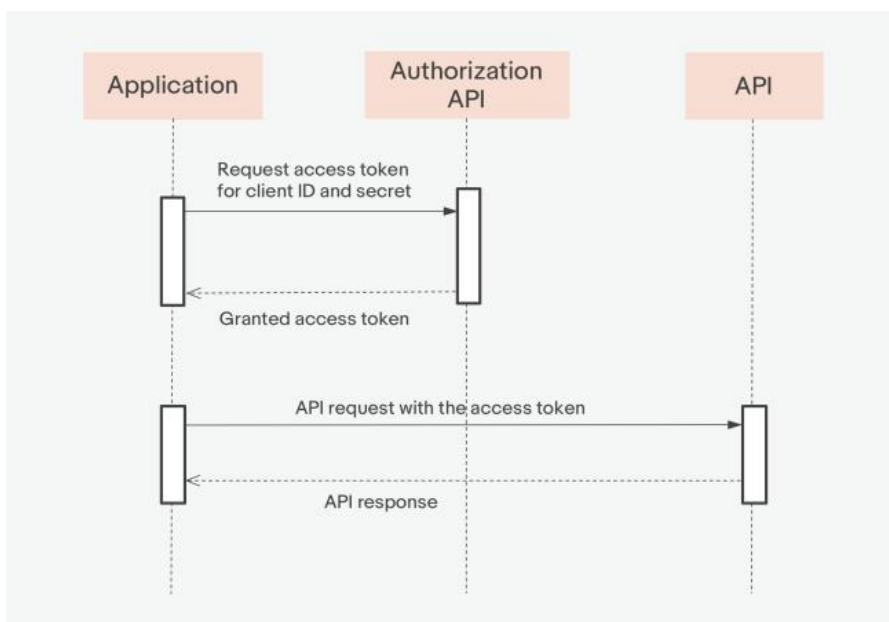 Application
Authorization
API
API
Request access token
for client ID and secret
Granted access token
API request with the access token
API response